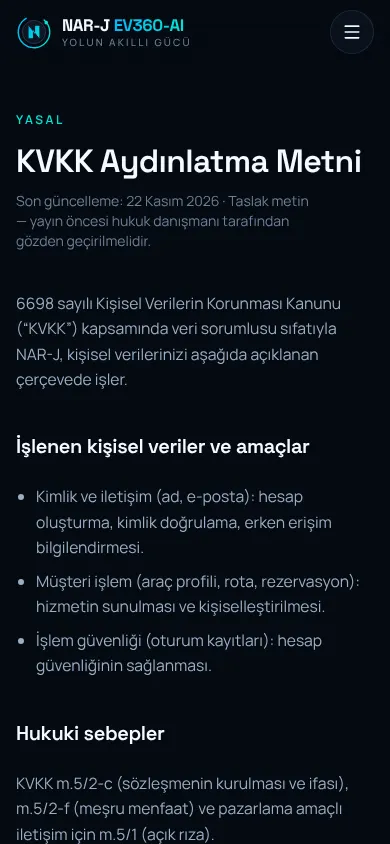 NAR-J EV360-AI
YOLUN AKILLI GÜCÜ
YASAL
KVKK Aydınlatma Metni
Son güncelleme: 22 Kasım 2026 · Taslak metin
— yayın öncesi hukuk danışmanı tarafından
gözden geçirilmelidir.
6698 sayılı Kişisel Verilerin Korunması Kanunu
(“KVKK”) kapsamında veri sorumlusu sıfatıyla
NAR-J, kişisel verilerinizi aşağıda açıklanan
çerçevede işler.
İşlenen kişisel veriler ve amaçlar
• Kimlik ve iletişim (ad, e-posta): hesap
oluşturma, kimlik doğrulama, erken erişim
bilgilendirmesi.
• Müşteri işlem (araç profili, rota, rezervasyon):
hizmetin sunulması ve kişiselleştirilmesi.
• İşlem güvenliği (oturum kayıtları): hesap
güvenliğinin sağlanması.
Hukuki sebepler
KVKK m.5/2-c (sözleşmenin kurulması ve ifası),
m.5/2-f (meşru menfaat) ve pazarlama amaçlı
iletişim için m.5/1 (açık rıza).